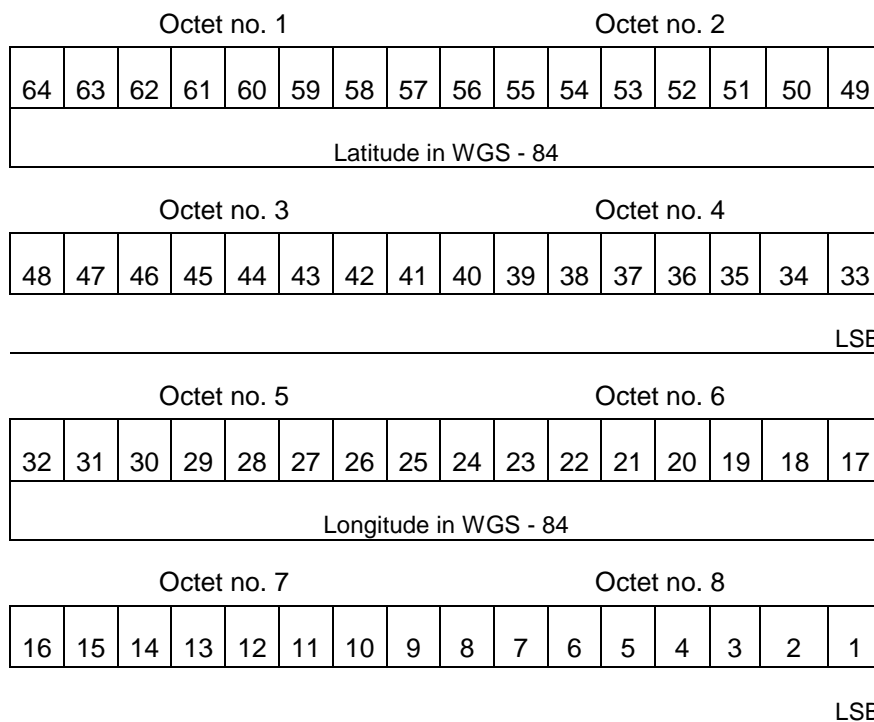 Octet no. 1 Octet no. 2
64 63 62 61 60 59 58 57 56 55 54 53 52 51 50 49
Latitude in WGS - 84
Octet no. 3 Octet no. 4
48 47 46 45 44 43 42 41 40 39 38 37 36 35 34 33
LSB
Octet no. 5 Octet no. 6
32 31 30 29 28 27 26 25 24 23 22 21 20 19 18 17
Longitude in WGS - 84
Octet no. 7 Octet no. 8
16 15 14 13 12 11 10 9 8 7 6 5 4 3 2 1
LSB